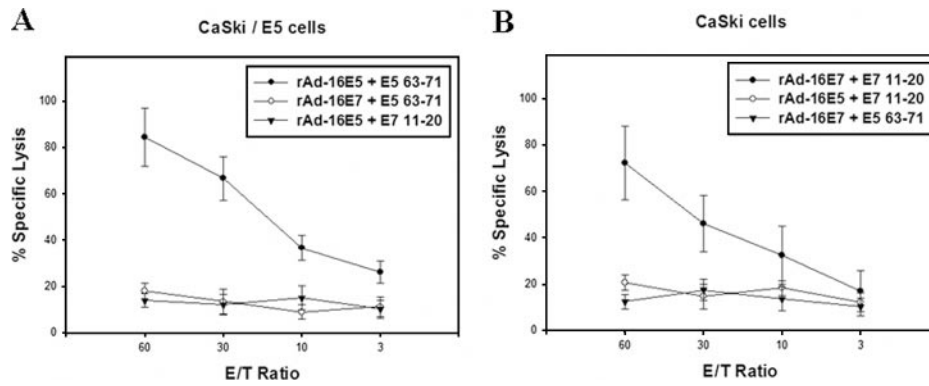 A
CaSki / E5 cells
rAd-16E5 + E5 63-71
rAd-16E7 + E5 63-71
rAd-16E5 + E7 11-20
% Specific Lysis
100
80
60
40
20
0
60 30 10 3
E/T Ratio
B
CaSki cells
rAd-16E7 + E7 11-20
rAd-16E5 + E7 11-20
rAd-16E7 + E5 63-71
% Specific Lysis
100
80
60
40
20
0
60 30 10 3
E/T Ratio